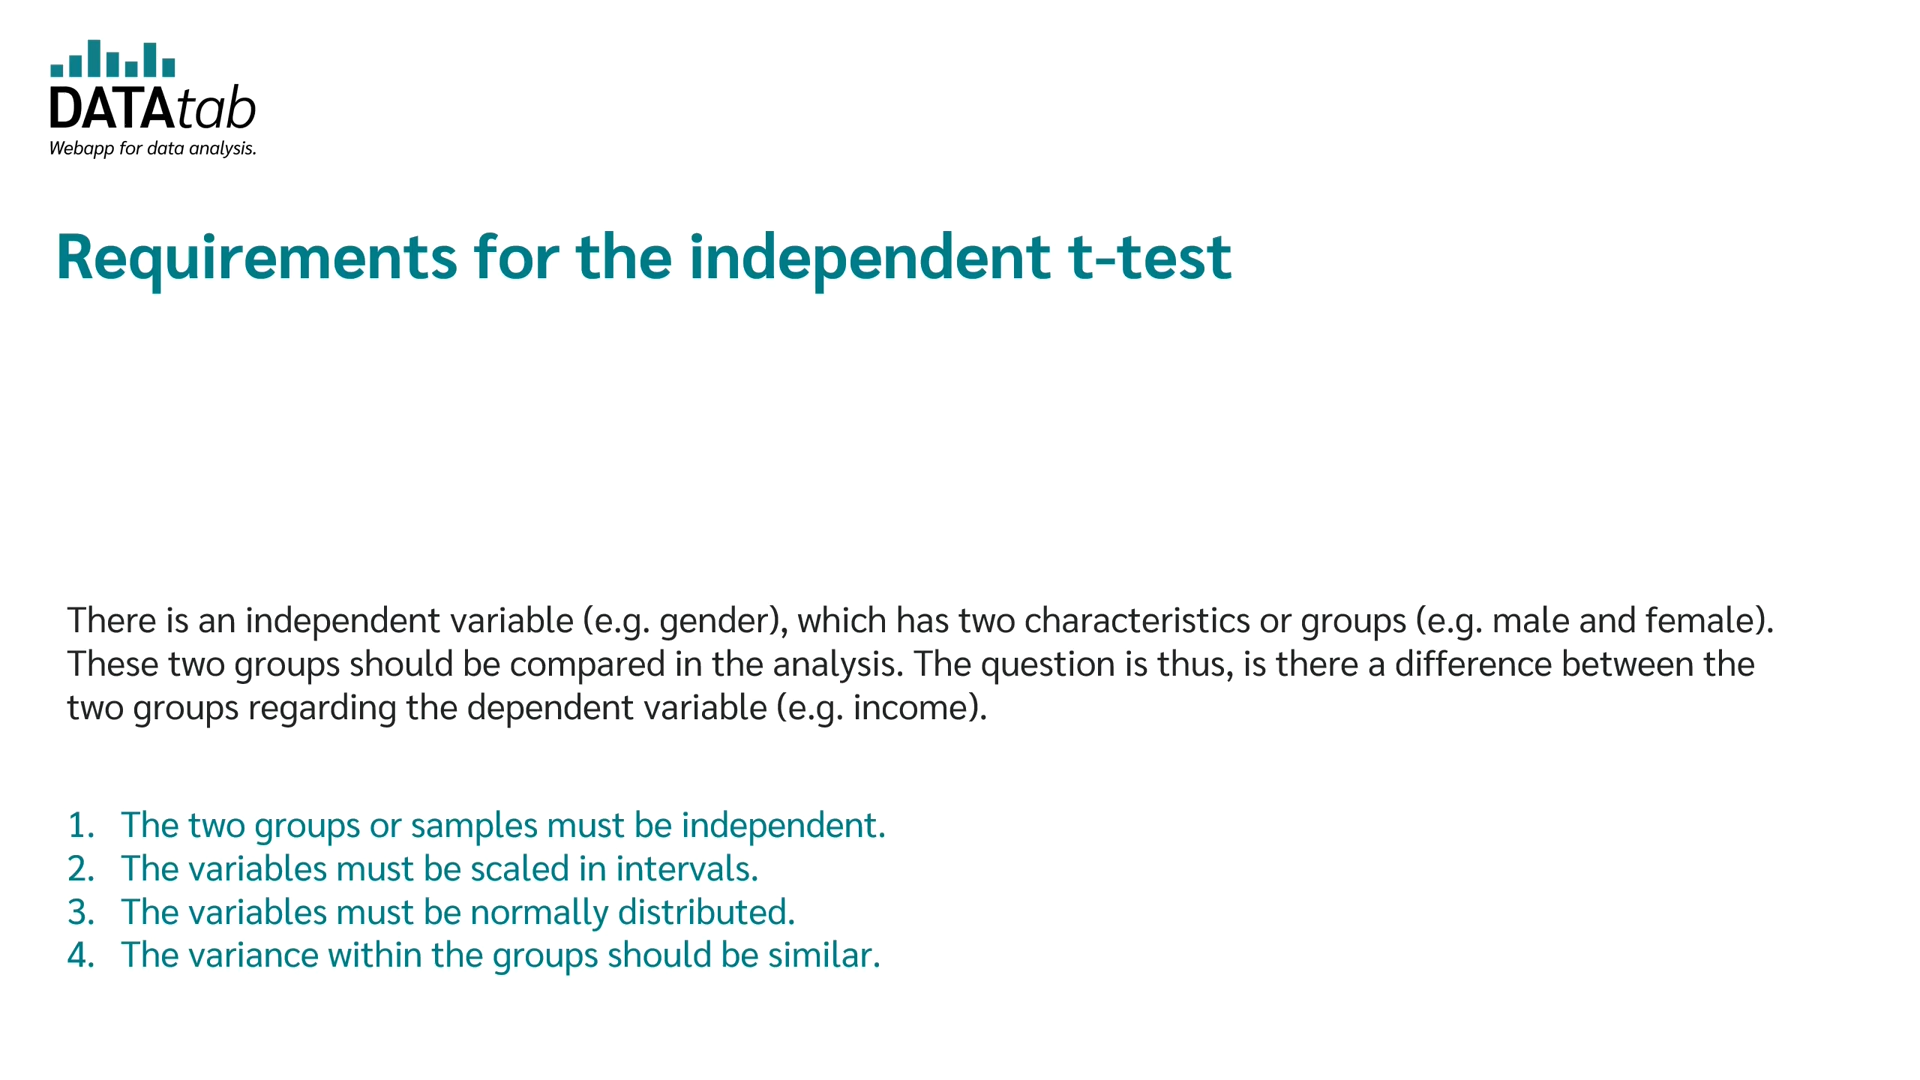 DATAtab
Webapp for data analysis.
Requirements for the independent t-test
There is an independent variable (e.g. gender), which has two characteristics or groups (e.g. male and female).
These two groups should be compared in the analysis. The question is thus, is there a difference between the
two groups regarding the dependent variable (e.g. income).
1. The two groups or samples must be independent.
2. The variables must be scaled in intervals.
3. The variables must be normally distributed.
4. The variance within the groups should be similar.